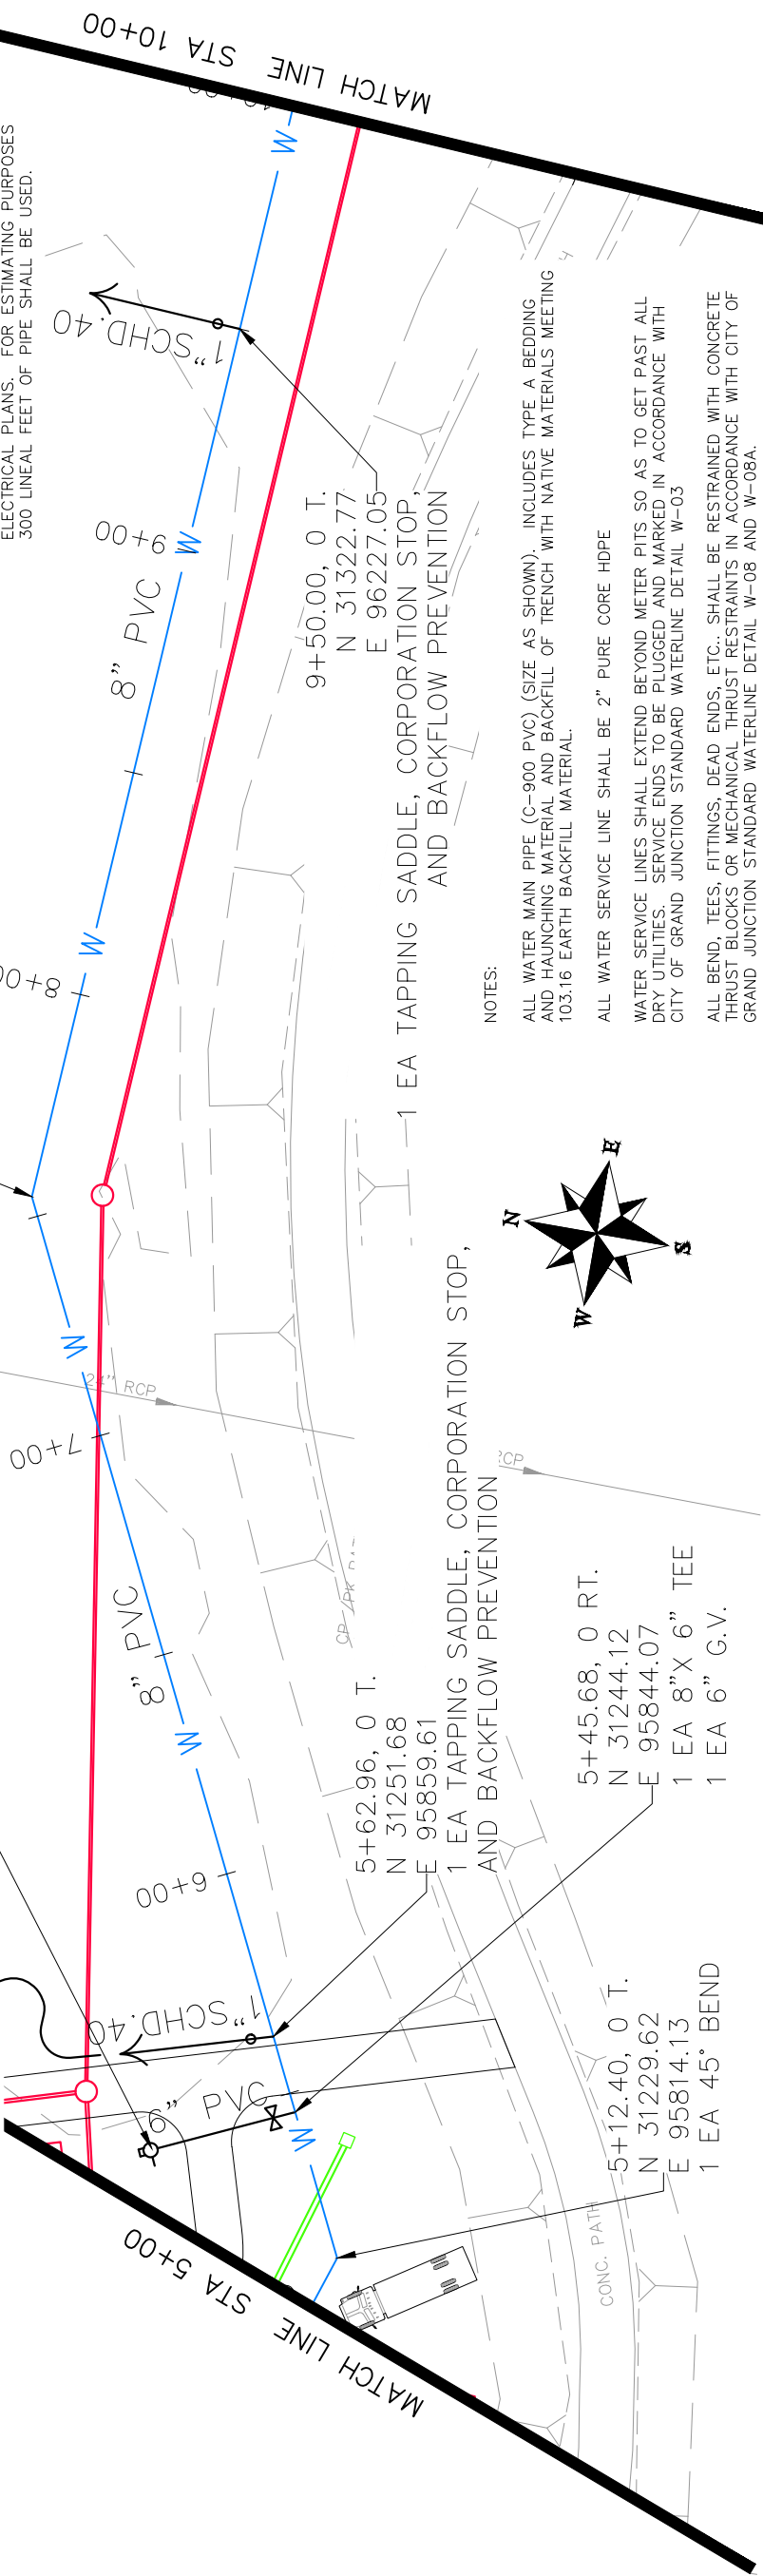 MATCH LINE  STA 10+00
ELECTRICAL PLANS.  FOR ESTIMATING PURPOSES
300 LINEAL FEET OF PIPE SHALL BE USED.
W
1"SCHD.40
9+00
W
8" PVC
9+50.00, 0 T.
N 31322.77
E 96227.05
1 EA TAPPING SADDLE, CORPORATION STOP,
AND BACKFLOW PREVENTION
W
8+00
NOTES:
ALL WATER MAIN PIPE (C-900 PVC) (SIZE AS SHOWN).  INCLUDES TYPE A BEDDING
AND HAUNCHING MATERIAL AND BACKFILL OF TRENCH WITH NATIVE MATERIALS MEETING
103.16 EARTH BACKFILL MATERIAL.
ALL WATER SERVICE LINE SHALL BE 2" PURE CORE HDPE
WATER SERVICE LINES SHALL EXTEND BEYOND METER PITS SO AS TO GET PAST ALL
DRY UTILITIES.  SERVICE ENDS TO BE PLUGGED AND MARKED IN ACCORDANCE WITH
CITY OF GRAND JUNCTION STANDARD WATERLINE DETAIL W-03
ALL BEND, TEES, FITTINGS, DEAD ENDS, ETC.. SHALL BE RESTRAINED WITH CONCRETE
THRUST BLOCKS OR MECHANICAL THRUST RESTRAINTS IN ACCORDANCE WITH CITY OF
GRAND JUNCTION STANDARD WATERLINE DETAIL W-08 AND W-08A.
N
E
S
W
W
24" RCP
7+00
RCP
8" PVC
W
5+62.96, 0 T.
N 31251.68
E 95859.61
1 EA TAPPING SADDLE, CORPORATION STOP,
AND BACKFLOW PREVENTION
5+45.68, 0 RT.
N 31244.12
E 95844.07
1 EA 8"X 6" TEE
1 EA 6" G.V.
6+00
1"SCHD.40
6" PVC
W
5+12.40, 0 T.
N 31229.62
E 95814.13
1 EA 45° BEND
CONC. PATH
MATCH LINE  STA 5+00